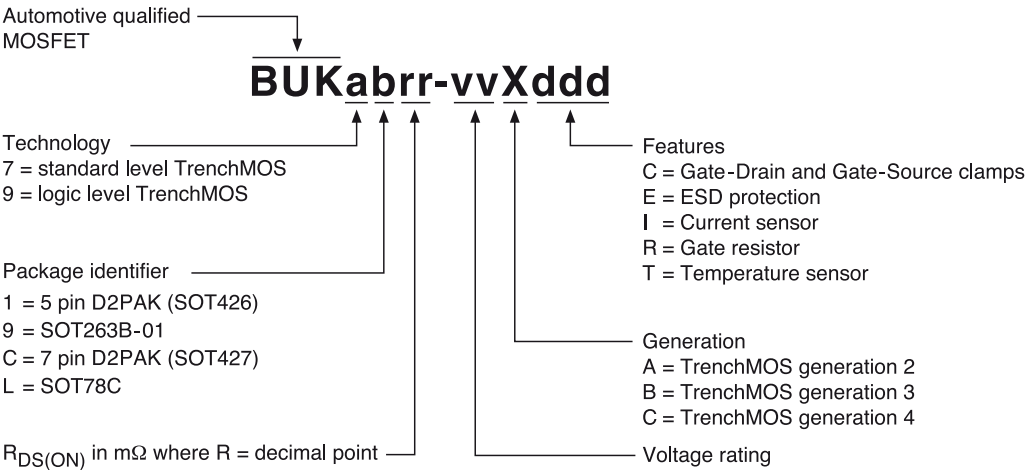 Automotive qualified
MOSFET
BUKabrr-vvXddd
Technology
7 = standard level TrenchMOS
9 = logic level TrenchMOS
Package identifier
1 = 5 pin D2PAK (SOT426)
9 = SOT263B-01
C = 7 pin D2PAK (SOT427)
L = SOT78C
RDS(ON) in mΩ where R = decimal point
Features
C = Gate-Drain and Gate-Source clamps
E = ESD protection
I = Current sensor
R = Gate resistor
T = Temperature sensor
Generation
A = TrenchMOS generation 2
B = TrenchMOS generation 3
C = TrenchMOS generation 4
Voltage rating